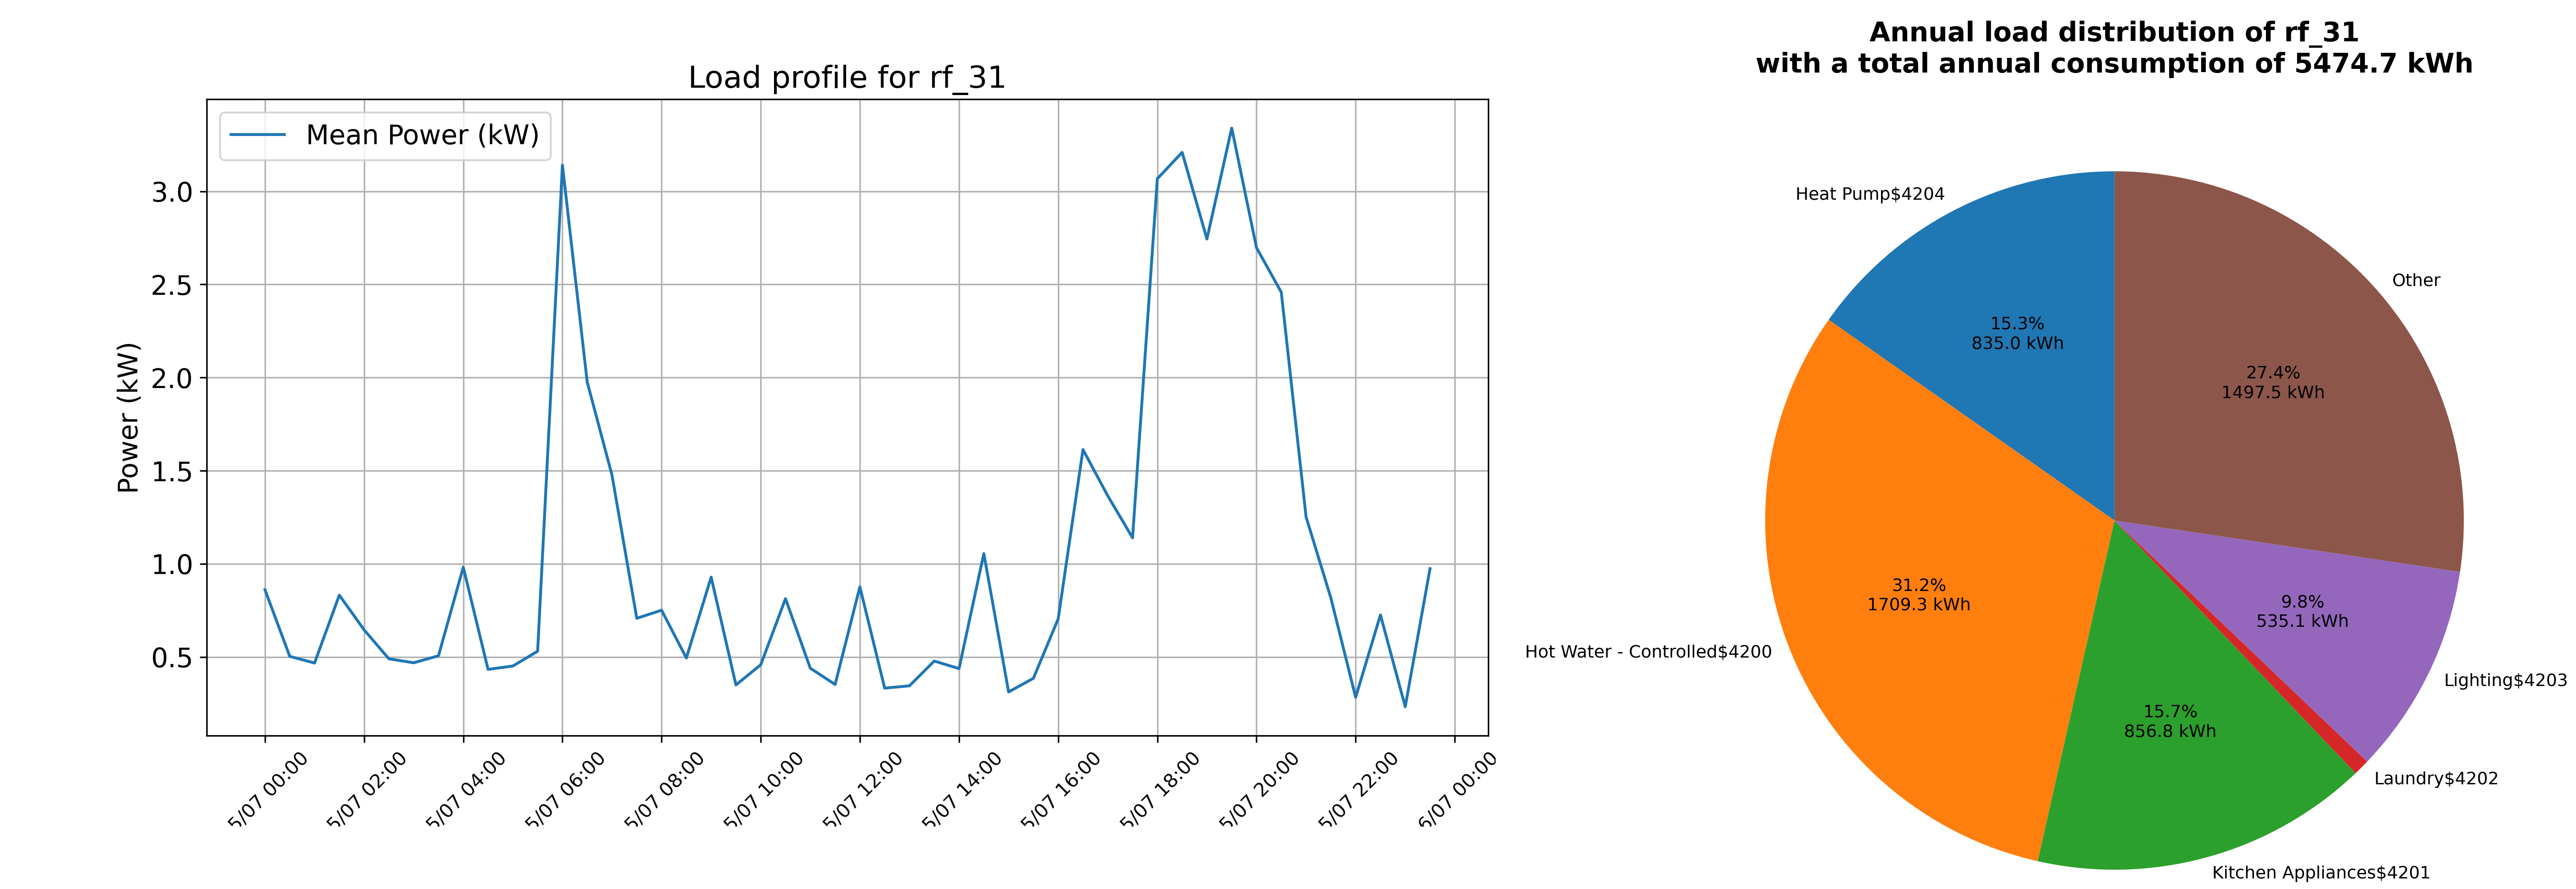 Load profile for rf_31
Mean Power (kW)
Power (kW)
3.0
2.5
2.0
1.5
1.0
0.5
5/07 00:00
5/07 02:00
5/07 04:00
5/07 06:00
5/07 08:00
5/07 10:00
5/07 12:00
5/07 14:00
5/07 16:00
5/07 18:00
5/07 20:00
5/07 22:00
6/07 00:00
Annual load distribution of rf_31
with a total annual consumption of 5474.7 kWh
Heat Pump$4204
15.3%
835.0 kWh
Other
27.4%
1497.5 kWh
Hot Water - Controlled$4200
31.2%
1709.3 kWh
Lighting$4203
9.8%
535.1 kWh
Laundry$4202
Kitchen Appliances$4201
15.7%
856.8 kWh